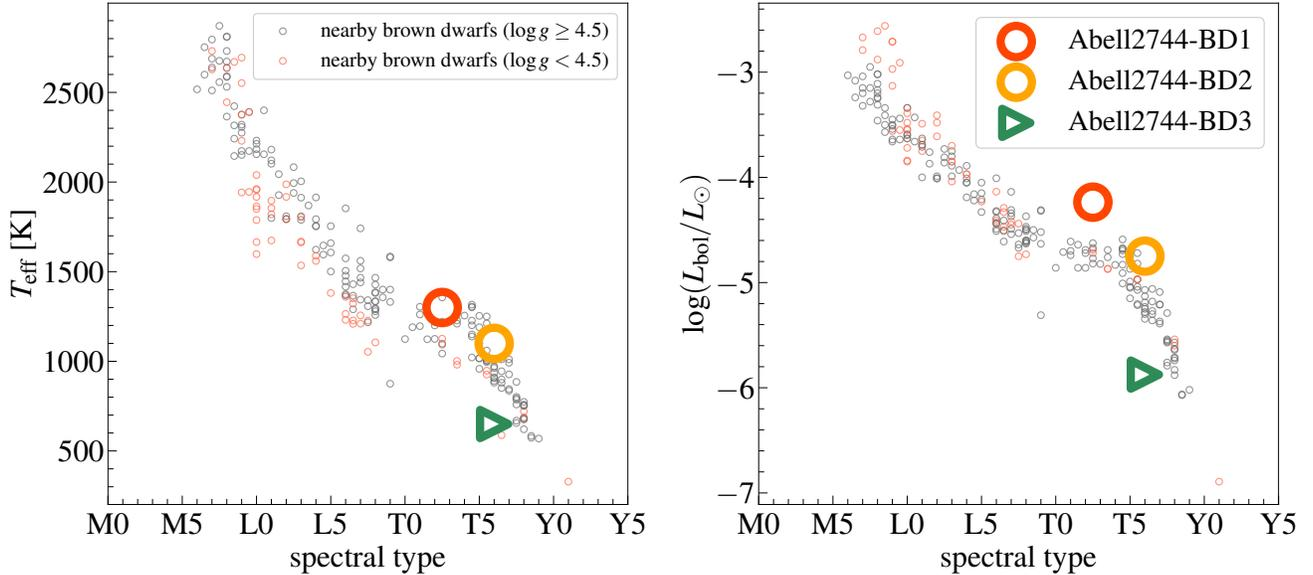 nearby brown dwarfs (log g ≥ 4.5)
nearby brown dwarfs (log g < 4.5)
2500
2000
1500
1000
500
T_eff [K]
M0 M5 L0 L5 T0 T5 Y0 Y5
spectral type
Abell2744-BD1
Abell2744-BD2
Abell2744-BD3
−3
−4
−5
−6
−7
log(L_bol/L_⊙)
M0 M5 L0 L5 T0 T5 Y0 Y5
spectral type